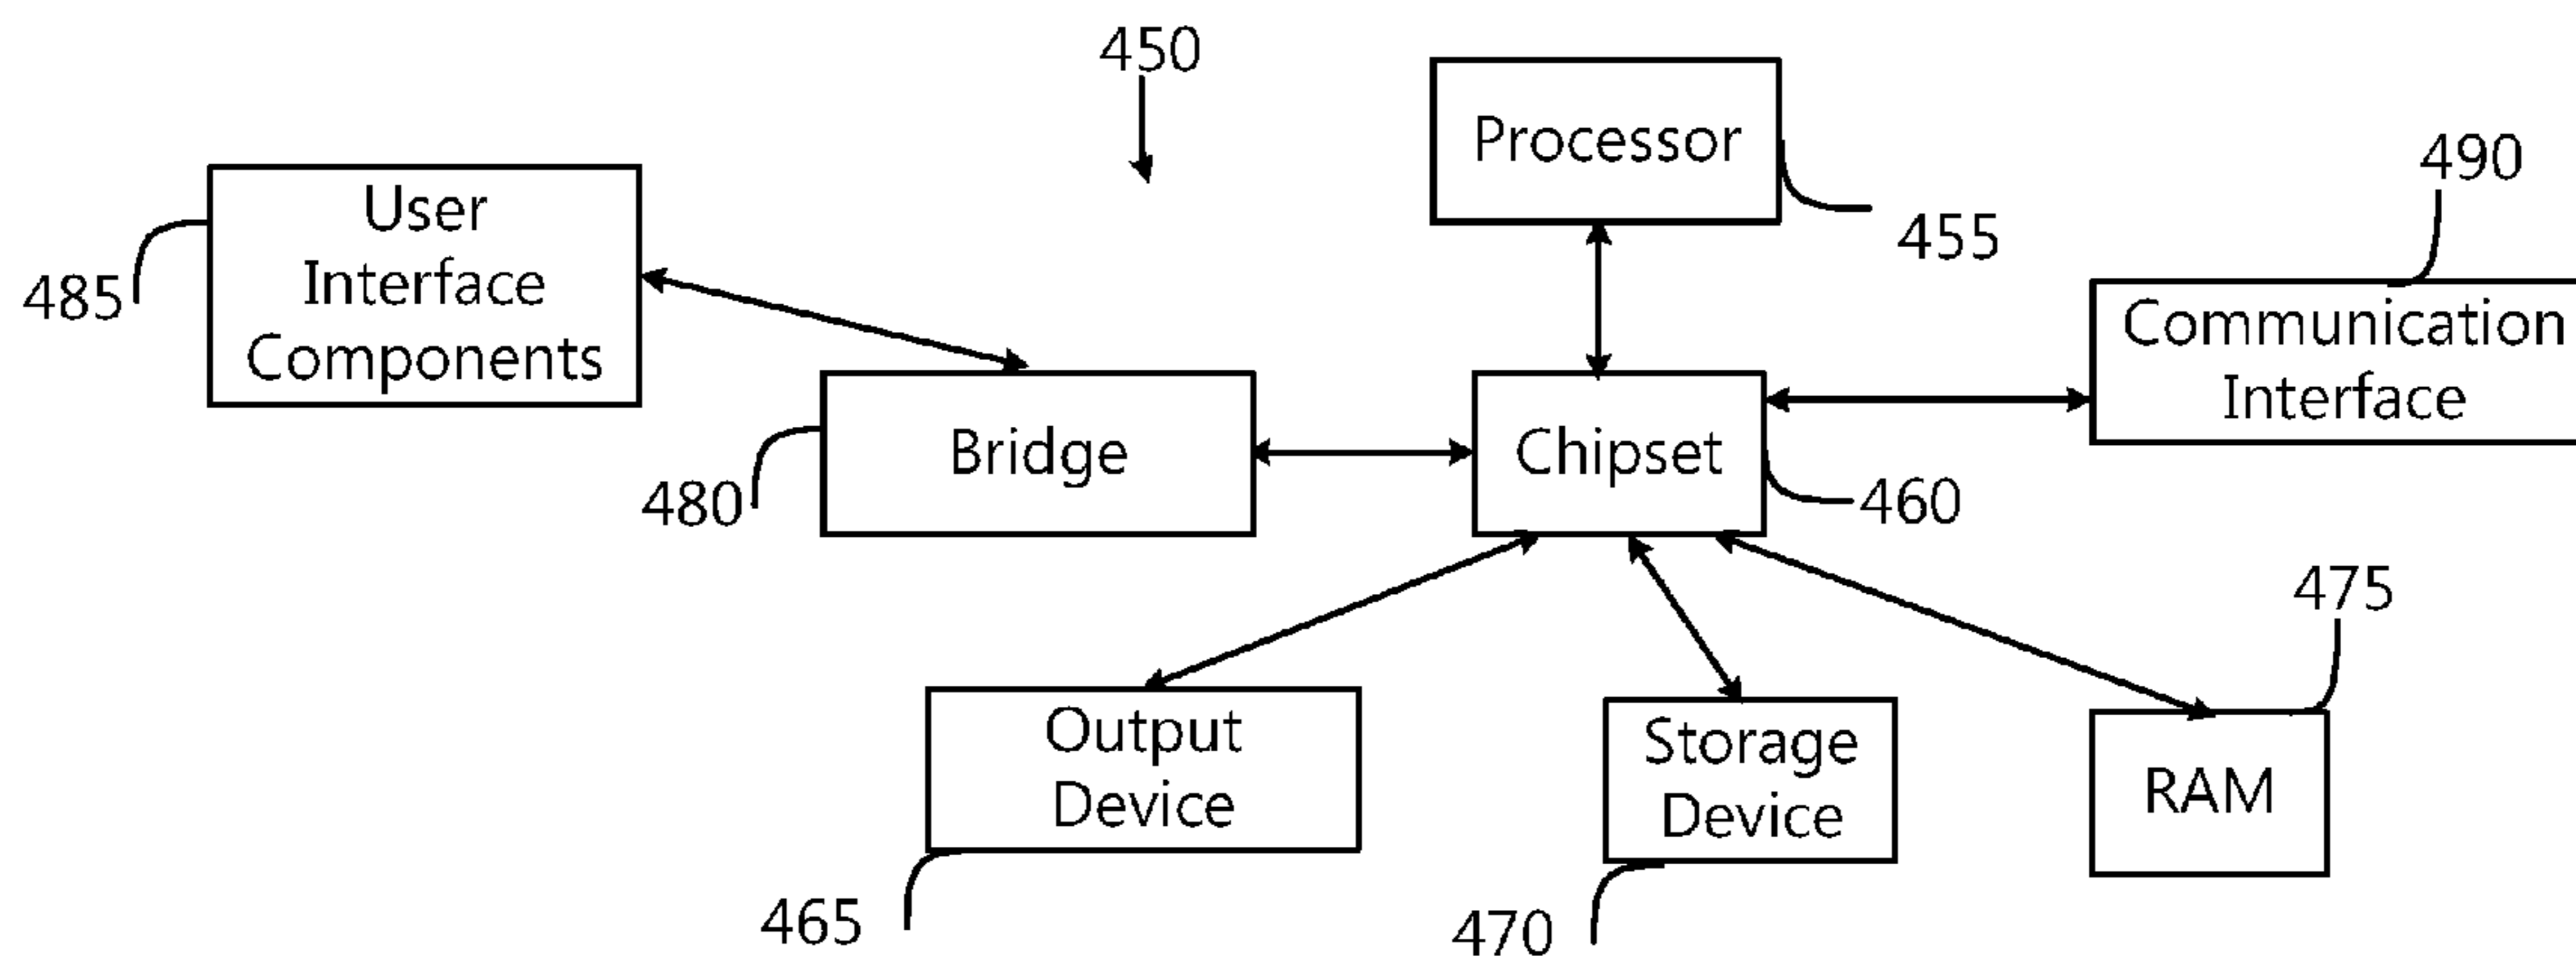 450
Processor
490
User
Interface
Components
455
485
Communication
Interface
Bridge
Chipset
480
460
475
Output
Device
Storage
Device
RAM
465
470